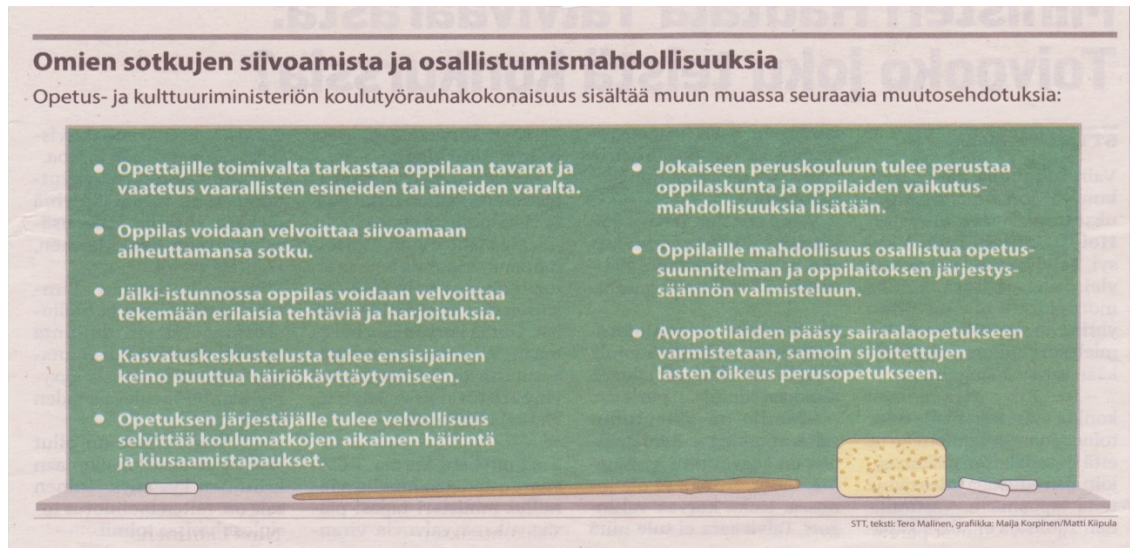 Omien sotkujen siivoamista ja osallistumismahdollisuuksia
Opetus- ja kulttuuriministeriön koulutyörauhakokonaisuus sisältää muun muassa seuraavia muutosehdotuksia:
• Opettajille toimivalta tarkastaa oppilaan tavarat ja
vaatetus vaarallisten esineiden tai aineiden varalta.
• Oppilas voidaan velvoittaa siivoamaan
aiheuttamansa sotku.
• Jälki-istunnossa oppilas voidaan velvoittaa
tekemään erilaisia tehtäviä ja harjoituksia.
• Kasvatuskeskustelusta tulee ensisijainen
keino puuttua häiriökäyttäytymiseen.
• Opetuksen järjestäjälle tulee velvollisuus
selvittää koulumatkojen aikainen häirintä
ja kiusaamistapaukset.
• Jokaiseen peruskouluun tulee perustaa
oppilaskunta ja oppilaiden vaikutus-
mahdollisuuksia lisätään.
• Oppilaille mahdollisuus osallistua opetus-
suunnitelman ja oppilaitoksen järjestys-
säännön valmisteluun.
• Avopotilaiden pääsy sairaalaopetukseen
varmistetaan, samoin sijoitettujen
lasten oikeus perusopetukseen.
STT, teksti: Tero Malinen, grafiikka: Maija Korpinen/Matti Kiipula